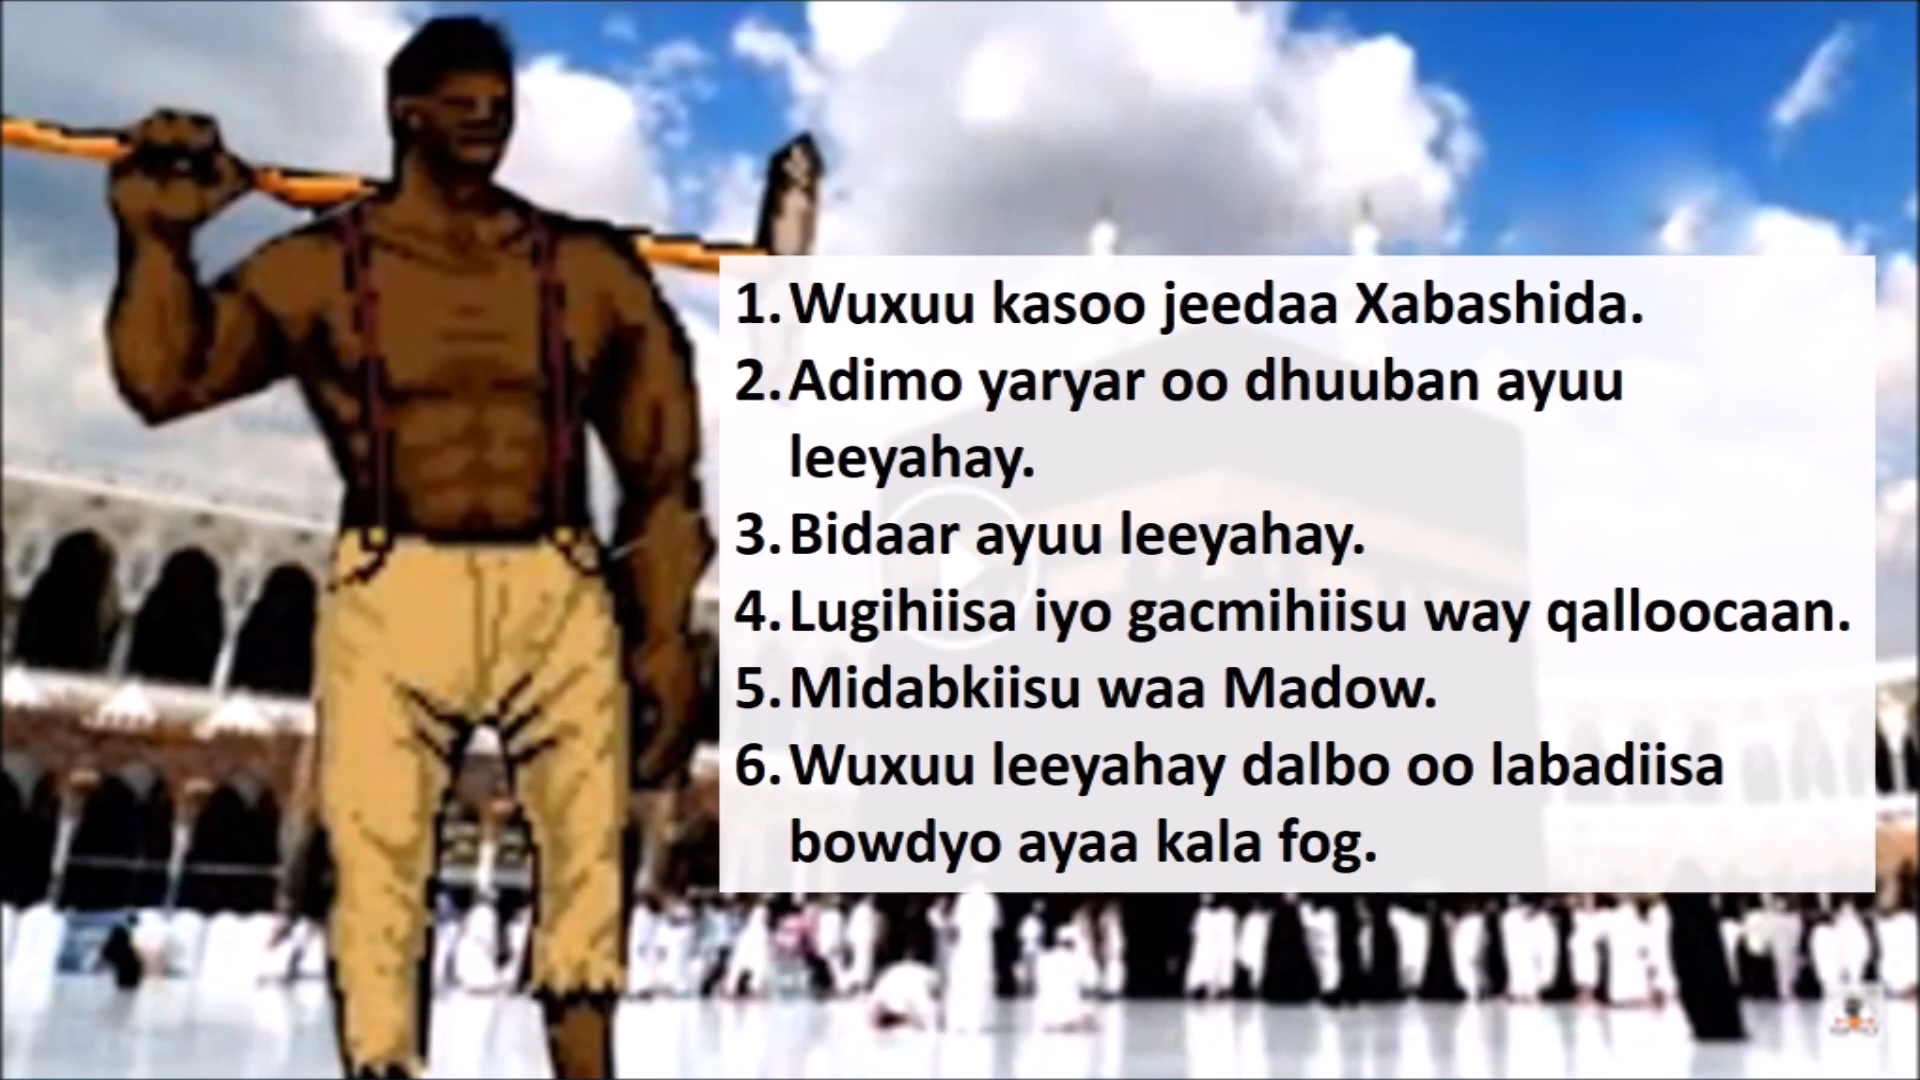 1. Wuxuu kasoo jeedaa Xabashida.
2. Adimo yaryar oo dhuuban ayuu
leeyahay.
3. Bidaar ayuu leeyahay.
4. Lugihiisa iyo gacmihiisu way qalloocaan.
5. Midabkiisu waa Madow.
6. Wuxuu leeyahay dalbo oo labadiisa
bowdyo ayaa kala fog.